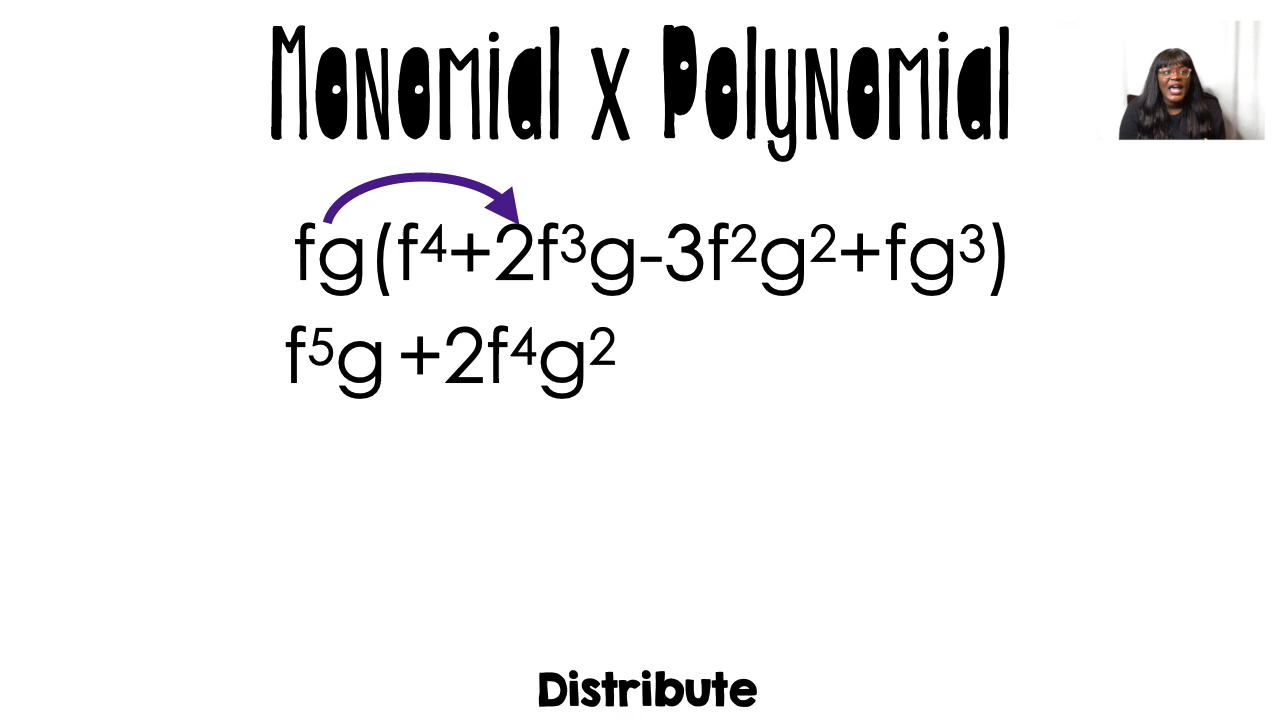 Monomial x Polynomial
fg(f⁴+2f³g-3f²g²+fg³)
f⁵g +2f⁴g²
Distribute